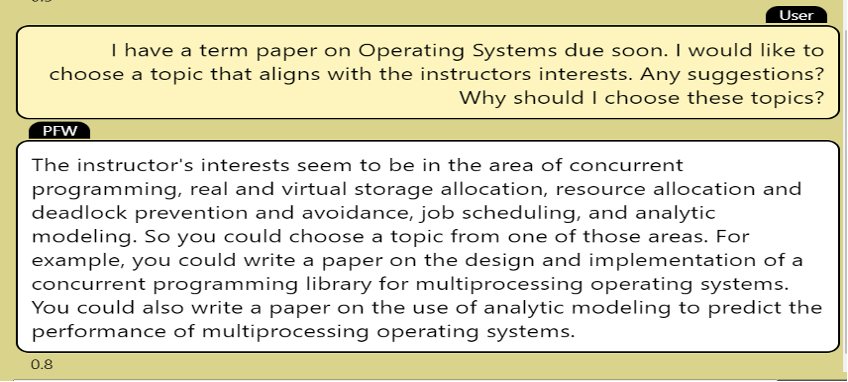 User
I have a term paper on Operating Systems due soon. I would like to
choose a topic that aligns with the instructors interests. Any suggestions?
Why should I choose these topics?
PFW
The instructor's interests seem to be in the area of concurrent
programming, real and virtual storage allocation, resource allocation and
deadlock prevention and avoidance, job scheduling, and analytic
modeling. So you could choose a topic from one of those areas. For
example, you could write a paper on the design and implementation of a
concurrent programming library for multiprocessing operating systems.
You could also write a paper on the use of analytic modeling to predict the
performance of multiprocessing operating systems.
0.8